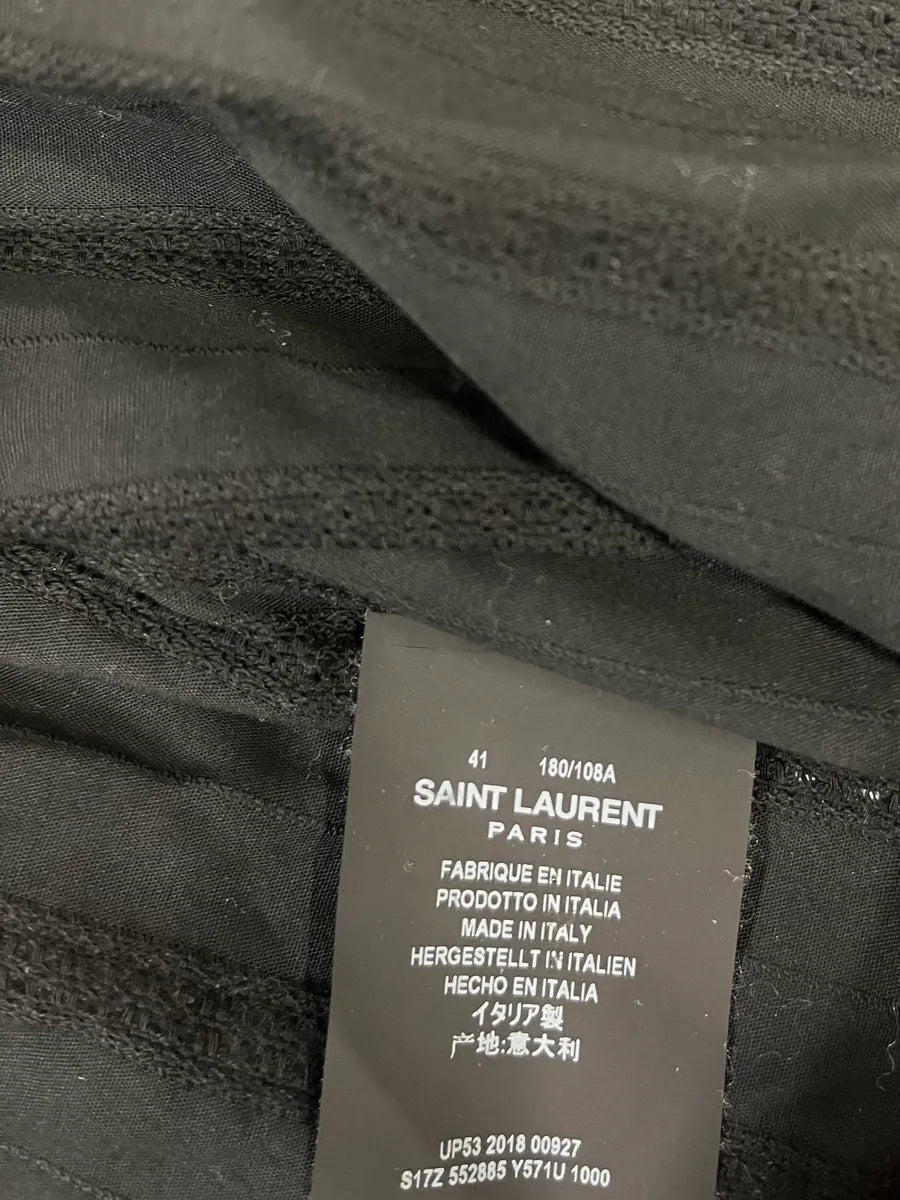 41 180/108A
SAINT LAURENT
PARIS
FABRIQUE EN ITALIE
PRODOTTO IN ITALIA
MADE IN ITALY
HERGESTELLT IN ITALIEN
HECHO EN ITALIA
イタリア製
产地:意大利
UP53 2018 00927
S17Z 552885 Y571U 1000